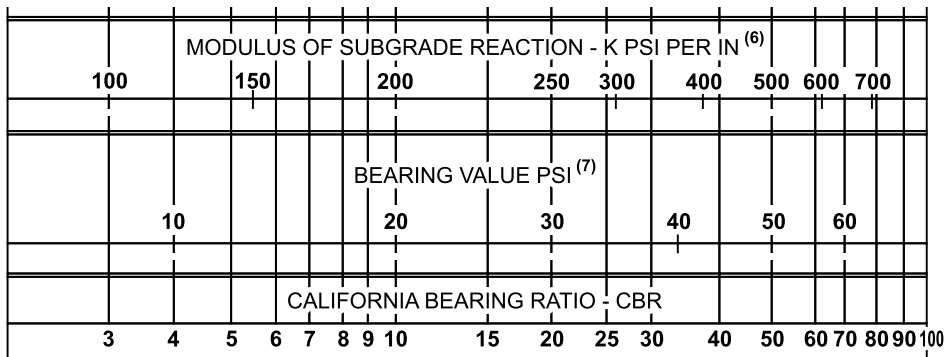 MODULUS OF SUBGRADE REACTION - K PSI PER IN (6)
100 150 200 250 300 400 500 600 700
BEARING VALUE PSI (7)
10 20 30 40 50 60
CALIFORNIA BEARING RATIO - CBR
3 4 5 6 7 8 9 10 15 20 25 30 40 50 60 70 80 90 100